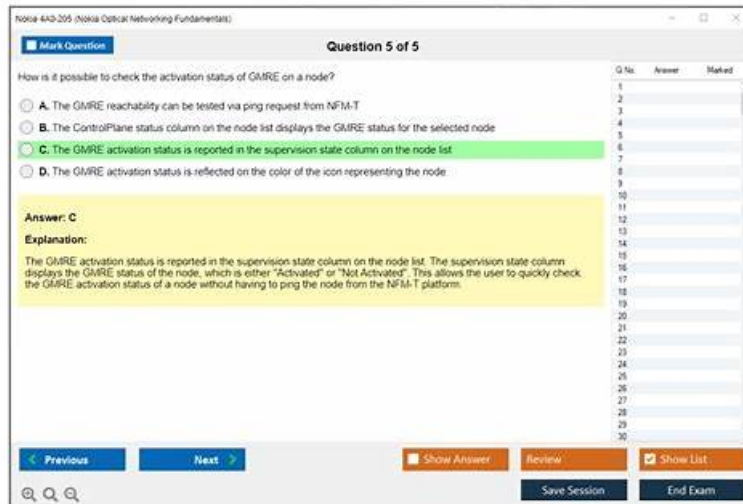 Nokia 4A0-205 (Nokia Optical Networking Fundamentals)
Mark Question
Question 5 of 5
How is it possible to check the activation status of GMRE on a node?
A. The GMRE reachability can be tested via ping request from NFM-T
B. The ControlPlane status column on the node list displays the GMRE status for the selected node
C. The GMRE activation status is reported in the supervision state column on the node list
D. The GMRE activation status is reflected on the color of the icon representing the node
Answer: C
Explanation:
The GMRE activation status is reported in the supervision state column on the node list. The supervision state column
displays the GMRE status of the node, which is either "Activated" or "Not Activated". This allows the user to quickly check
the GMRE activation status of a node without having to ping the node from the NFM-T platform.
Q.No. Answer Marked
1
2
3
4
5
6
7
8
9
10
11
12
13
14
15
16
17
18
19
20
21
22
23
24
25
26
27
28
29
30
Previous
Next
Show Answer
Review
Show List
Save Session
End Exam